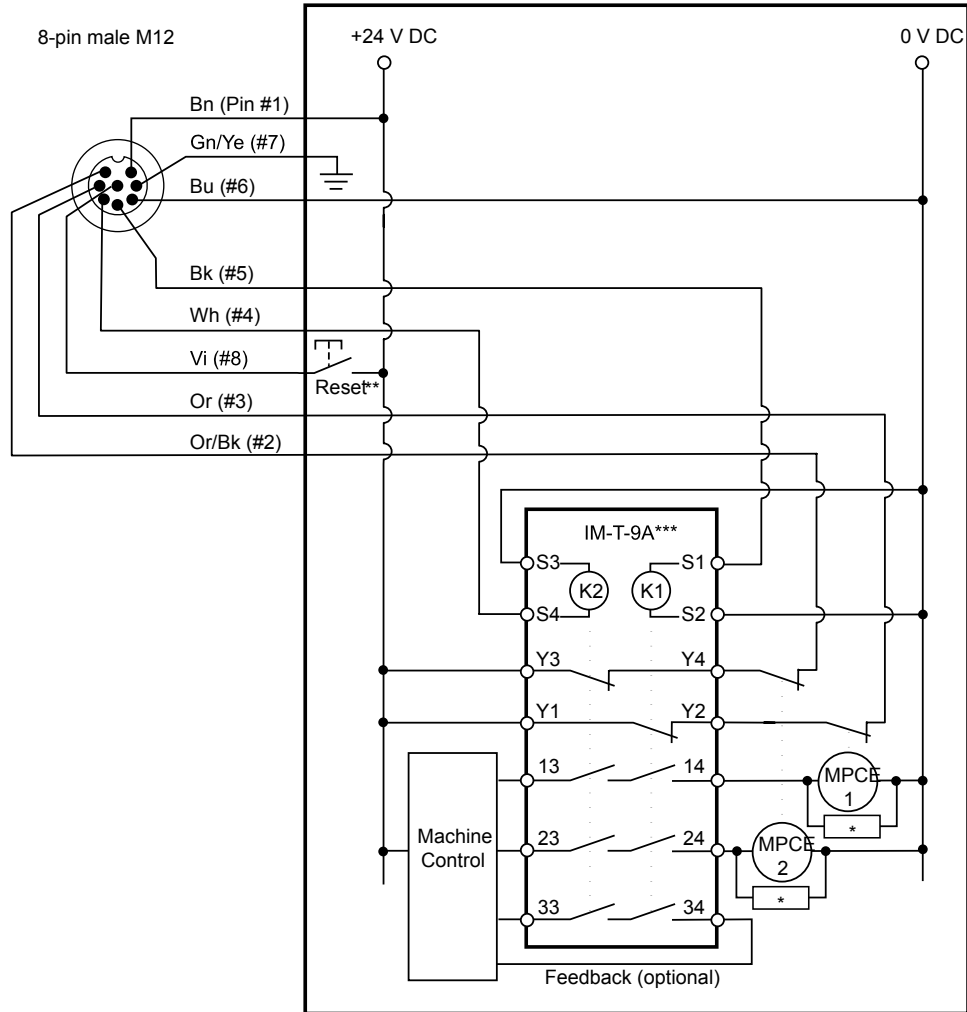 8-pin male M12
+24 V DC
0 V DC
Bn (Pin #1)
Gn/Ye (#7)
Bu (#6)
Bk (#5)
Wh (#4)
Vi (#8)
Reset**
Or (#3)
Or/Bk (#2)
IM-T-9A***
S3
S1
K2
K1
S4
S2
Y3
Y4
Y1
Y2
13
14
MPCE
1
*
Machine
Control
23
24
MPCE
2
*
33
34
Feedback (optional)